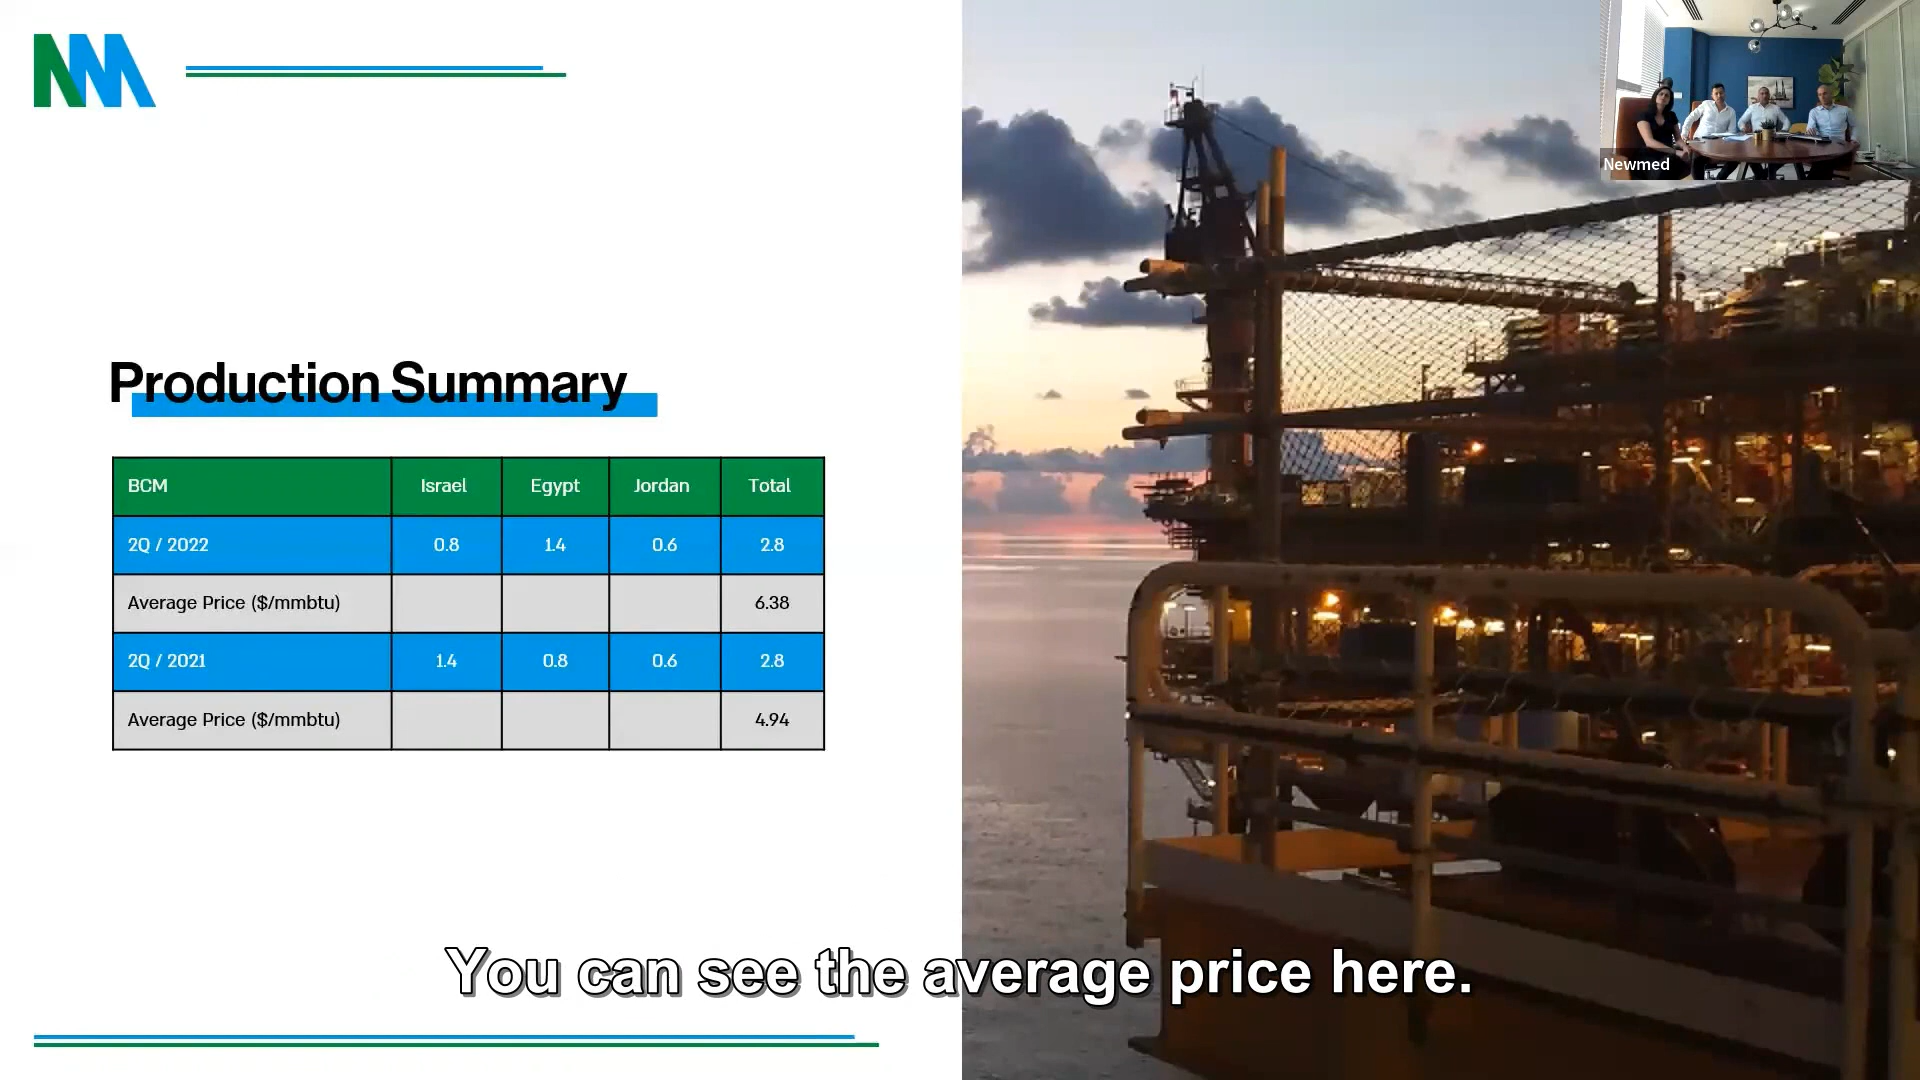 NM
Newmed
Production Summary
BCM Israel Egypt Jordan Total
2Q / 2022 0.8 1.4 0.6 2.8
Average Price ($/mmbtu) 6.38
2Q / 2021 1.4 0.8 0.6 2.8
Average Price ($/mmbtu) 4.94
You can see the average price here.